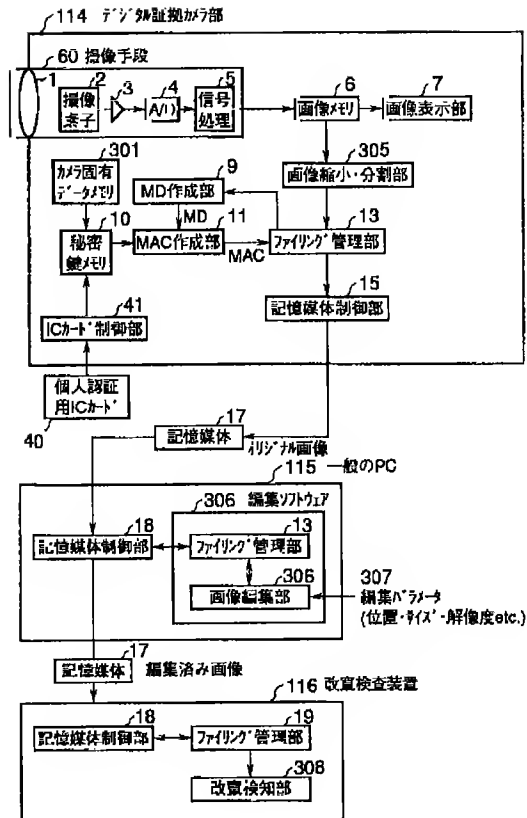 114 デジタル証拠カメラ部
60 撮像手段
1
2
3
4
5
6
7
撮像
素子
A/D
信号
処理
画像メモリ
画像表示部
301
カメラ固有
データメモリ
9
MD作成部
305
画像縮小・分割部
10
MD
11
13
秘密
鍵メモリ
MAC作成部
MAC
ファイリング管理部
41
15
ICカード制御部
記憶媒体制御部
個人認証
用ICカード
40
17
記憶媒体
オリジナル画像
115 一般のPC
306 編集ソフトウェア
18
13
記憶媒体制御部
ファイリング管理部
306
画像編集部
307
編集パラメータ
(位置・サイズ・解像度etc.)
17
記憶媒体
編集済み画像
116 改竄検査装置
18
19
記憶媒体制御部
ファイリング管理部
308
改竄検知部